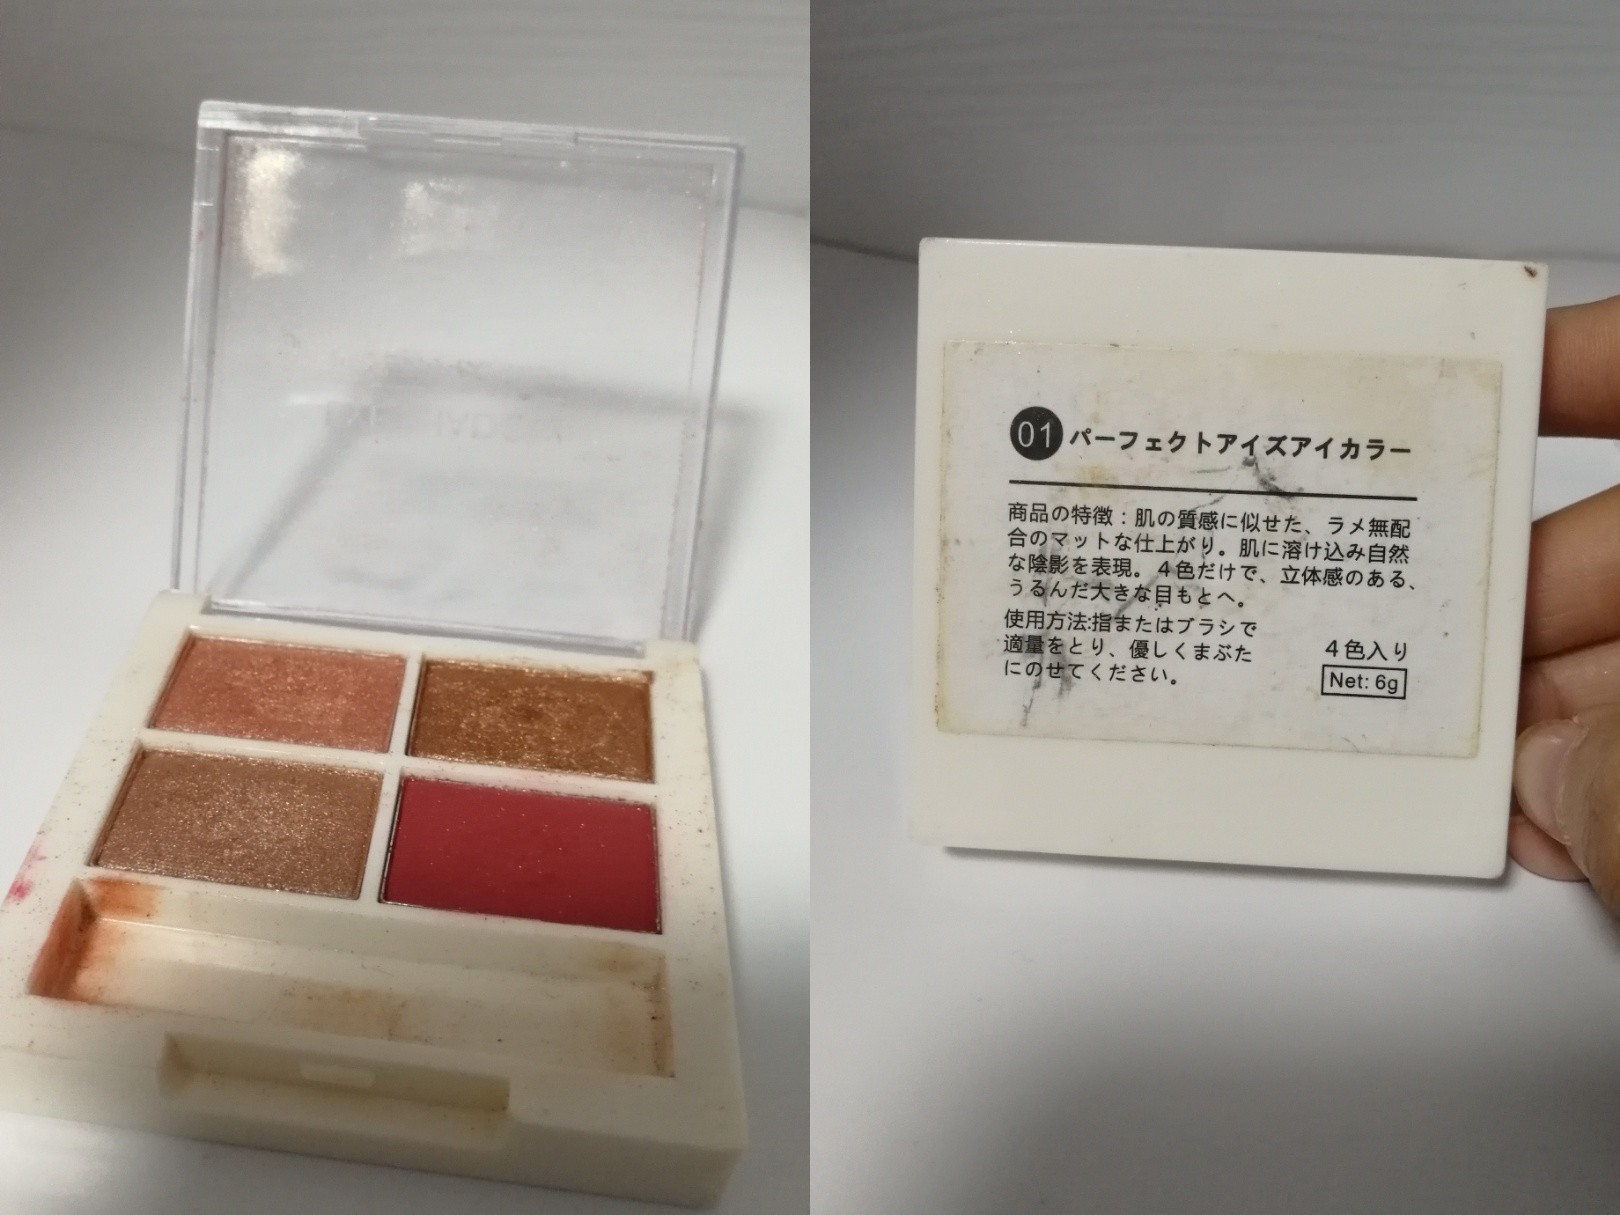 01 パーフェクトアイズアイカラー
商品の特徴：肌の質感に似せた、ラメ無配
合のマットな仕上がり。肌に溶け込み自然
な陰影を表現。４色だけで、立体感のある、
うるんだ大きな目もとへ。
使用方法:指またはブラシで
適量をとり、優しくまぶた
にのせてください。
４色入り
Net: 6g